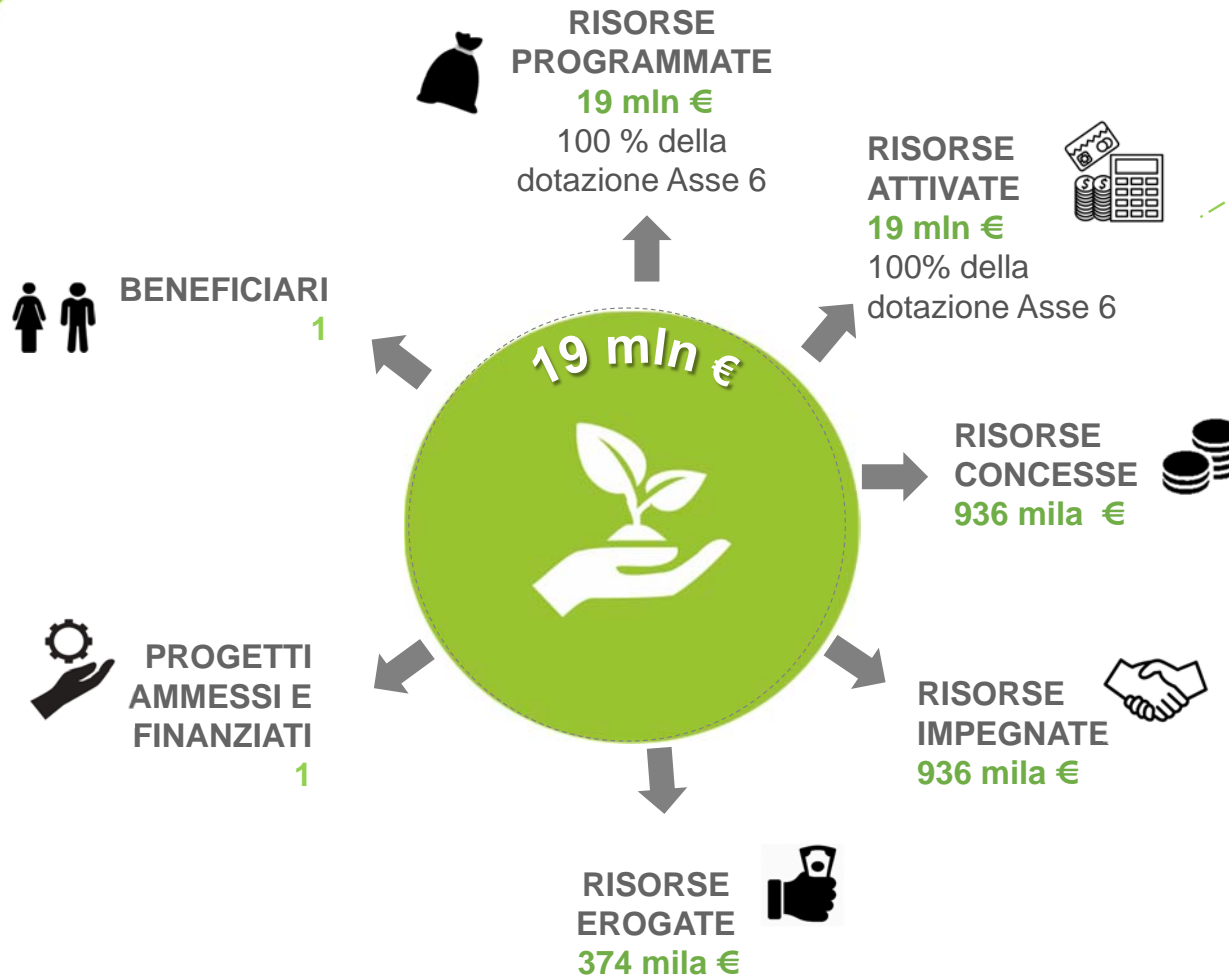 RISORSE
PROGRAMMATE
19 mln €
100 % della
dotazione Asse 6
RISORSE
ATTIVATE
19 mln €
100% della
dotazione Asse 6
BENEFICIARI
1
19 mln €
RISORSE
CONCESSE
936 mila €
PROGETTI
AMMESSI E
FINANZIATI
1
RISORSE
IMPEGNATE
936 mila €
RISORSE
EROGATE
374 mila €